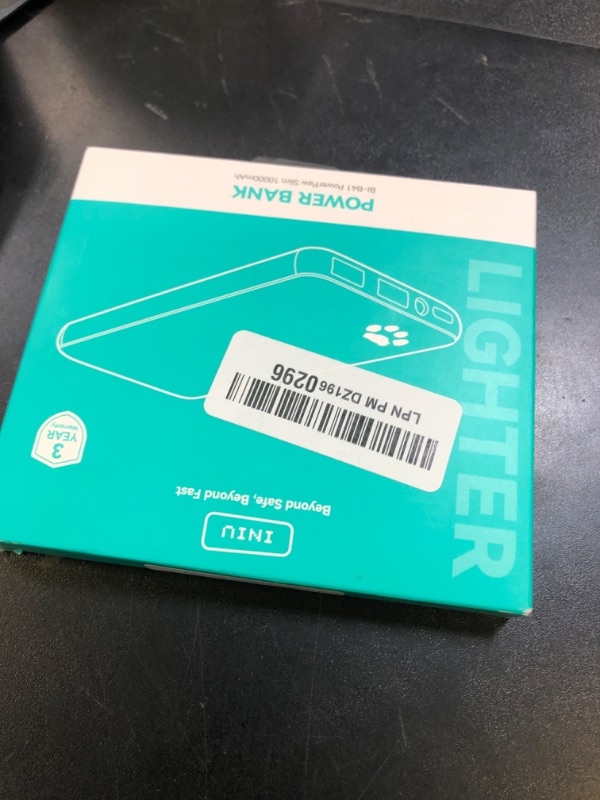 INIU
Beyond Safe, Beyond Fast
3
YEAR
Warranty
LPN PM DZ1960296
LIGHTER
POWER BANK
BI-B41 PowerPaw Slim 10000mAh